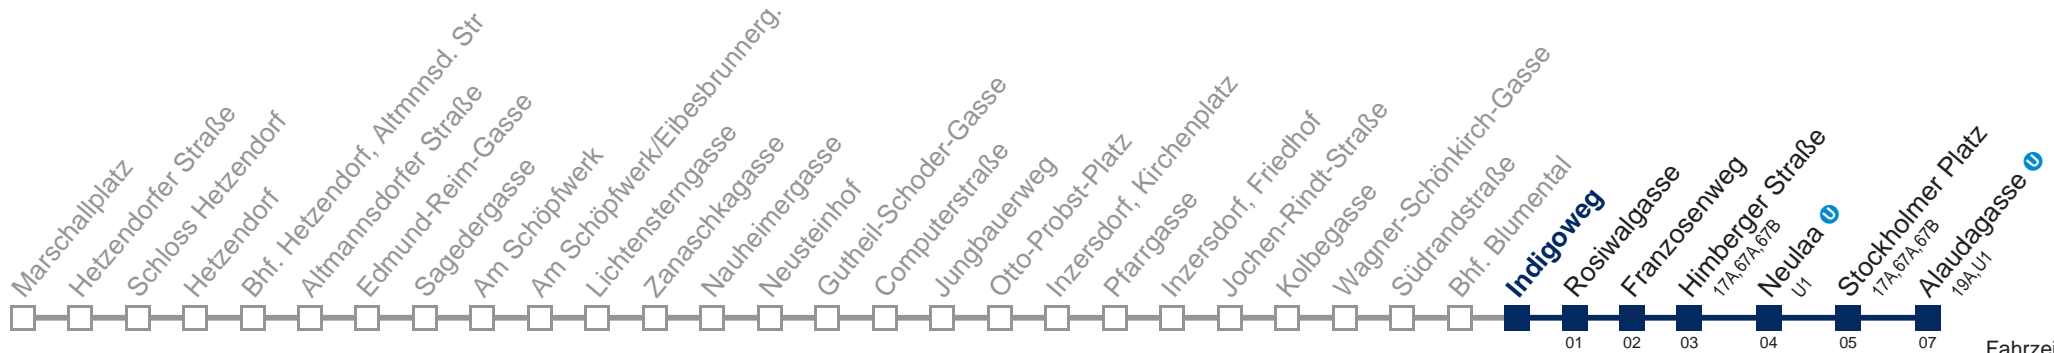 Marschallplatz
Hetzendorfer Straße
Schloss Hetzendorf
Hetzendorf
Bhf. Hetzendorf, Altmnnsd. Str
Altmannsdorfer Straße
Edmund-Reim-Gasse
Sagedergasse
Am Schöpfwerk
Am Schöpfwerk/Eibesbrunnerg.
Lichtensterngasse
Zanaschkagasse
Nauheimergasse
Neusteinhof
Gutheil-Schoder-Gasse
Computerstraße
Jungbauerweg
Otto-Probst-Platz
Inzersdorf, Kirchenplatz
Pfarrgasse
Inzersdorf, Friedhof
Jochen-Rindt-Straße
Kolbegasse
Wagner-Schönkirch-Gasse
Südrandstraße
Bhf. Blumental
Indigoweg
Rosiwalgasse
01
Franzosenweg
02
Himberger Straße
17A,67A,67B
03
Neulaa U
U1
04
Stockholmer Platz
17A,67A,67B
05
Alaudagasse U
19A,U1
07
Fahrzei